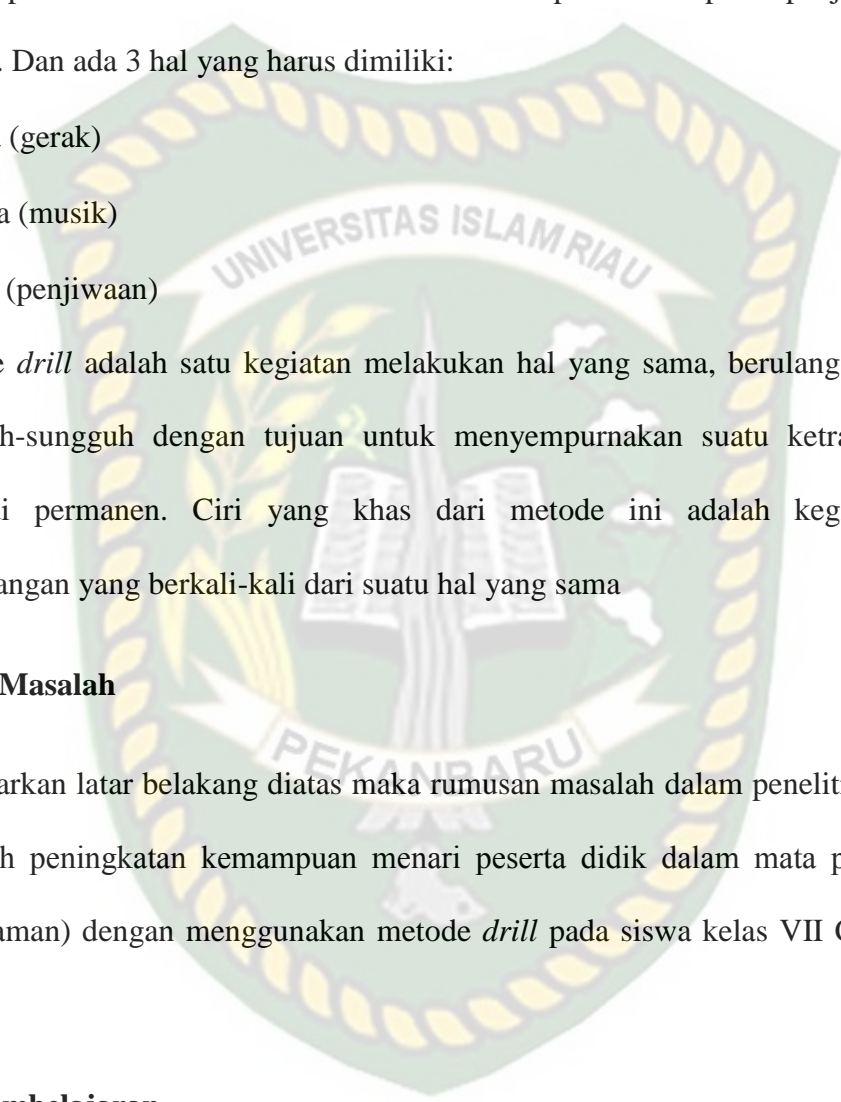 . Dan ada 3 hal yang harus dimiliki:
(gerak)
a (musik)
(penjiwaan)
UNIVERSITAS ISLAM RIAU
e drill adalah satu kegiatan melakukan hal yang sama, berulang
h-sungguh dengan tujuan untuk menyempurnakan suatu ketra
i permanen. Ciri yang khas dari metode ini adalah keg
angan yang berkali-kali dari suatu hal yang sama
Masalah
PEKANBARU
arkan latar belakang diatas maka rumusan masalah dalam penelit
h peningkatan kemampuan menari peserta didik dalam mata p
aman) dengan menggunakan metode drill pada siswa kelas VII